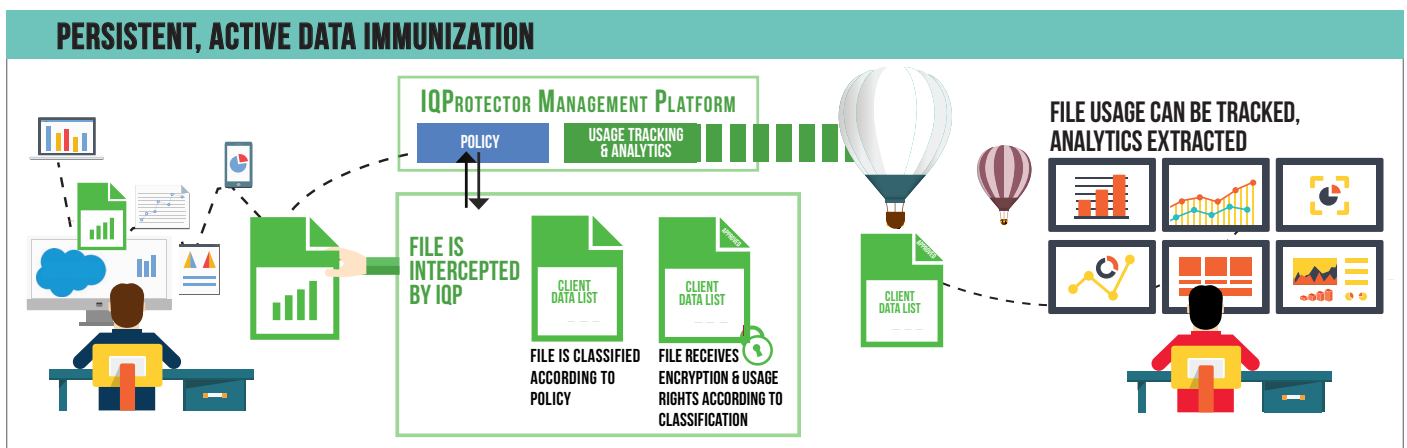 PERSISTENT, ACTIVE DATA IMMUNIZATION
IQPROTECTOR MANAGEMENT PLATFORM
POLICY
USAGE TRACKING
& ANALYTICS
FILE IS
INTERCEPTED
BY IQP
CLIENT
DATA LIST
FILE IS CLASSIFIED
ACCORDING TO
POLICY
APPROVED
CLIENT
DATA LIST
FILE RECEIVES
ENCRYPTION & USAGE
RIGHTS ACCORDING TO
CLASSIFICATION
APPROVED
CLIENT
DATA LIST
FILE USAGE CAN BE TRACKED,
ANALYTICS EXTRACTED